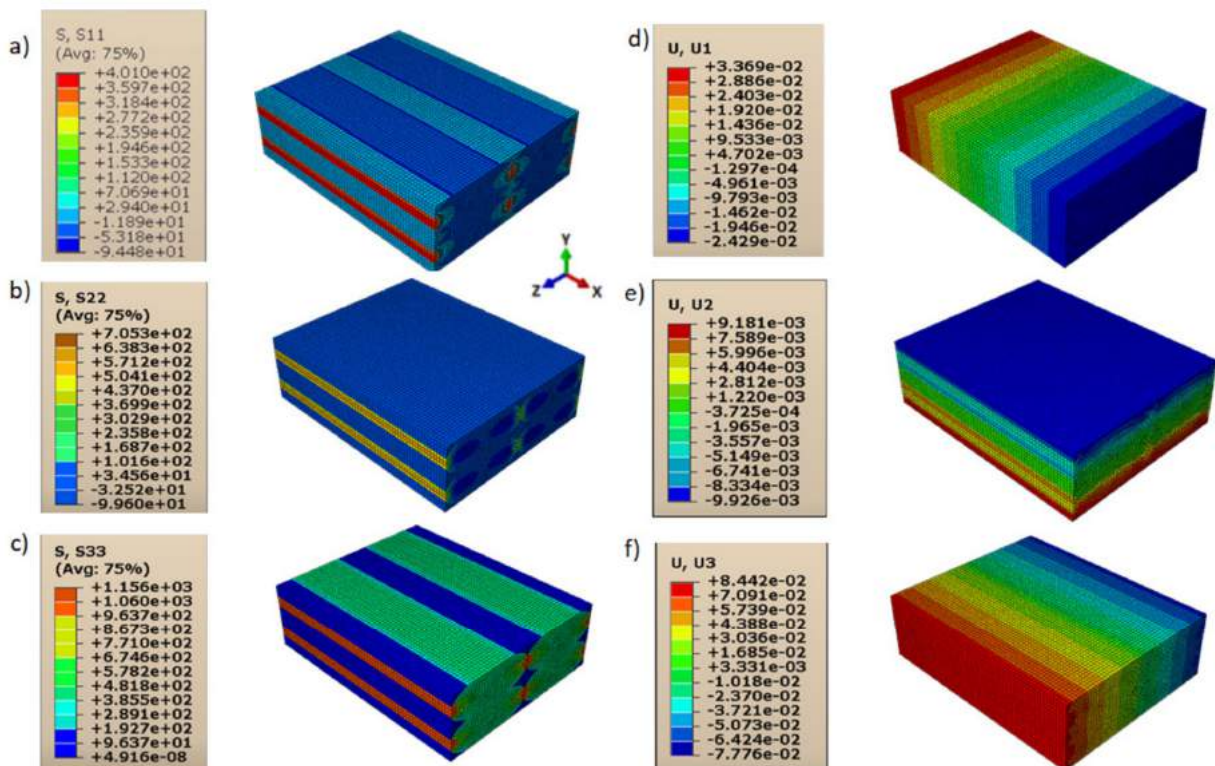 a)
S, S11
(Avg: 75%)
+4.010e+02
+3.597e+02
+3.184e+02
+2.772e+02
+2.359e+02
+1.946e+02
+1.533e+02
+1.120e+02
+7.069e+01
+2.940e+01
-1.189e+01
-5.318e+01
-9.448e+01
b)
S, S22
(Avg: 75%)
+7.053e+02
+6.383e+02
+5.712e+02
+5.041e+02
+4.370e+02
+3.699e+02
+3.029e+02
+2.358e+02
+1.687e+02
+1.016e+02
+3.456e+01
-3.252e+01
-9.960e+01
c)
S, S33
(Avg: 75%)
+1.156e+03
+1.060e+03
+9.637e+02
+8.673e+02
+7.710e+02
+6.746e+02
+5.782e+02
+4.818e+02
+3.855e+02
+2.891e+02
+1.927e+02
+9.637e+01
+4.916e-08
Y
Z
X
d)
U, U1
+3.369e-02
+2.886e-02
+2.403e-02
+1.920e-02
+1.436e-02
+9.533e-03
+4.702e-03
-1.297e-04
-4.961e-03
-9.793e-03
-1.462e-02
-1.946e-02
-2.429e-02
e)
U, U2
+9.181e-03
+7.589e-03
+5.996e-03
+4.404e-03
+2.812e-03
+1.220e-03
-3.725e-04
-1.965e-03
-3.557e-03
-5.149e-03
-6.741e-03
-8.334e-03
-9.926e-03
f)
U, U3
+8.442e-02
+7.091e-02
+5.739e-02
+4.388e-02
+3.036e-02
+1.685e-02
+3.331e-03
-1.018e-02
-2.370e-02
-3.721e-02
-5.073e-02
-6.424e-02
-7.776e-02